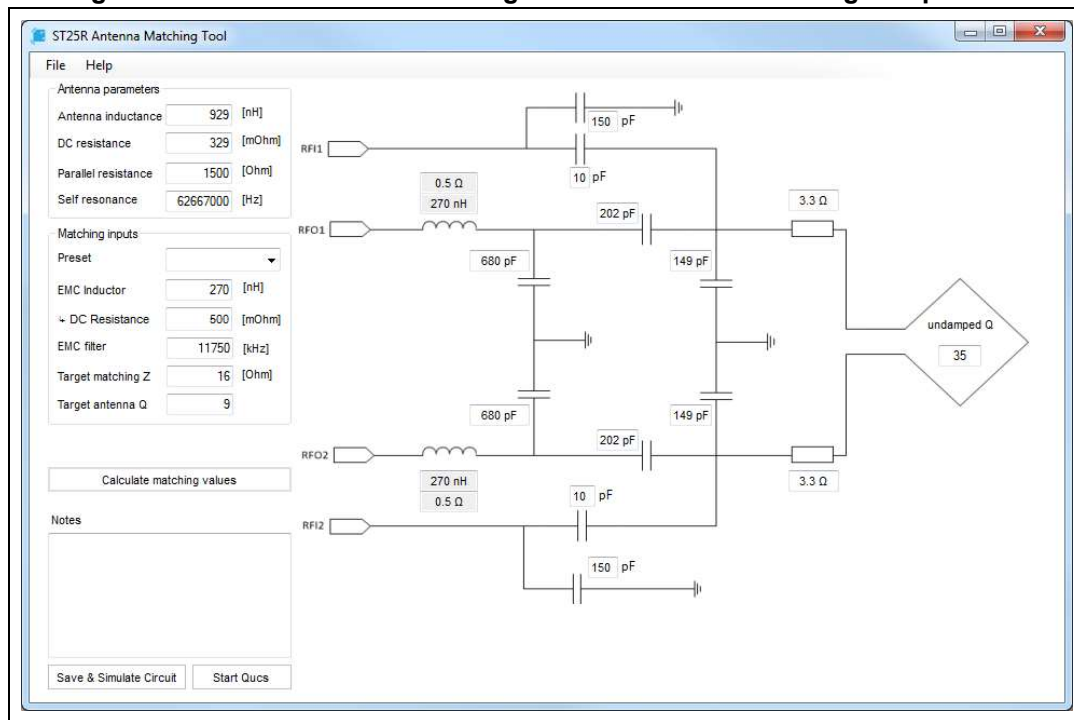 ST25R Antenna Matching Tool
File Help
Antenna parameters
Antenna inductance 929 [nH]
DC resistance 329 [mOhm]
Parallel resistance 1500 [Ohm]
Self resonance 62667000 [Hz]
Matching inputs
Preset
EMC Inductor 270 [nH]
↳ DC Resistance 500 [mOhm]
EMC filter 11750 [kHz]
Target matching Z 16 [Ohm]
Target antenna Q 9
Calculate matching values
Notes
Save & Simulate Circuit Start Qucs
150 pF
RFI1
10 pF
0.5 Ω
270 nH
202 pF
3.3 Ω
RFO1
680 pF
149 pF
undamped Q
35
680 pF
149 pF
202 pF
RFO2
270 nH
0.5 Ω
3.3 Ω
10 pF
RFI2
150 pF